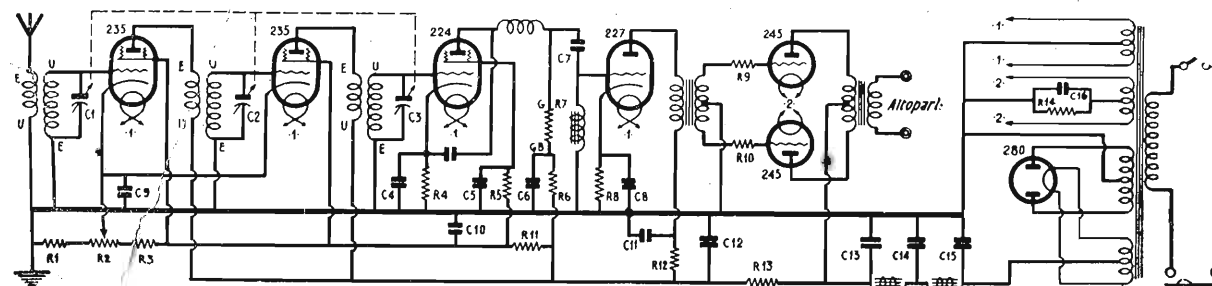 235
235
224
227
245
·1·
·1·
·2·
·2·
E
U
U
E
C1
·1·
E
U
U
E
C2
·1·
E
U
U
E
C3
·1·
C7
G
R7
GB
R9
R10
·2·
245
Altoparl:
R14
C16
280
C9
C4
R4
C5
R5
C6
R6
R8
C8
C10
R11
C11
R12
C12
C13
C14
C15
R1
R2
R3
R13